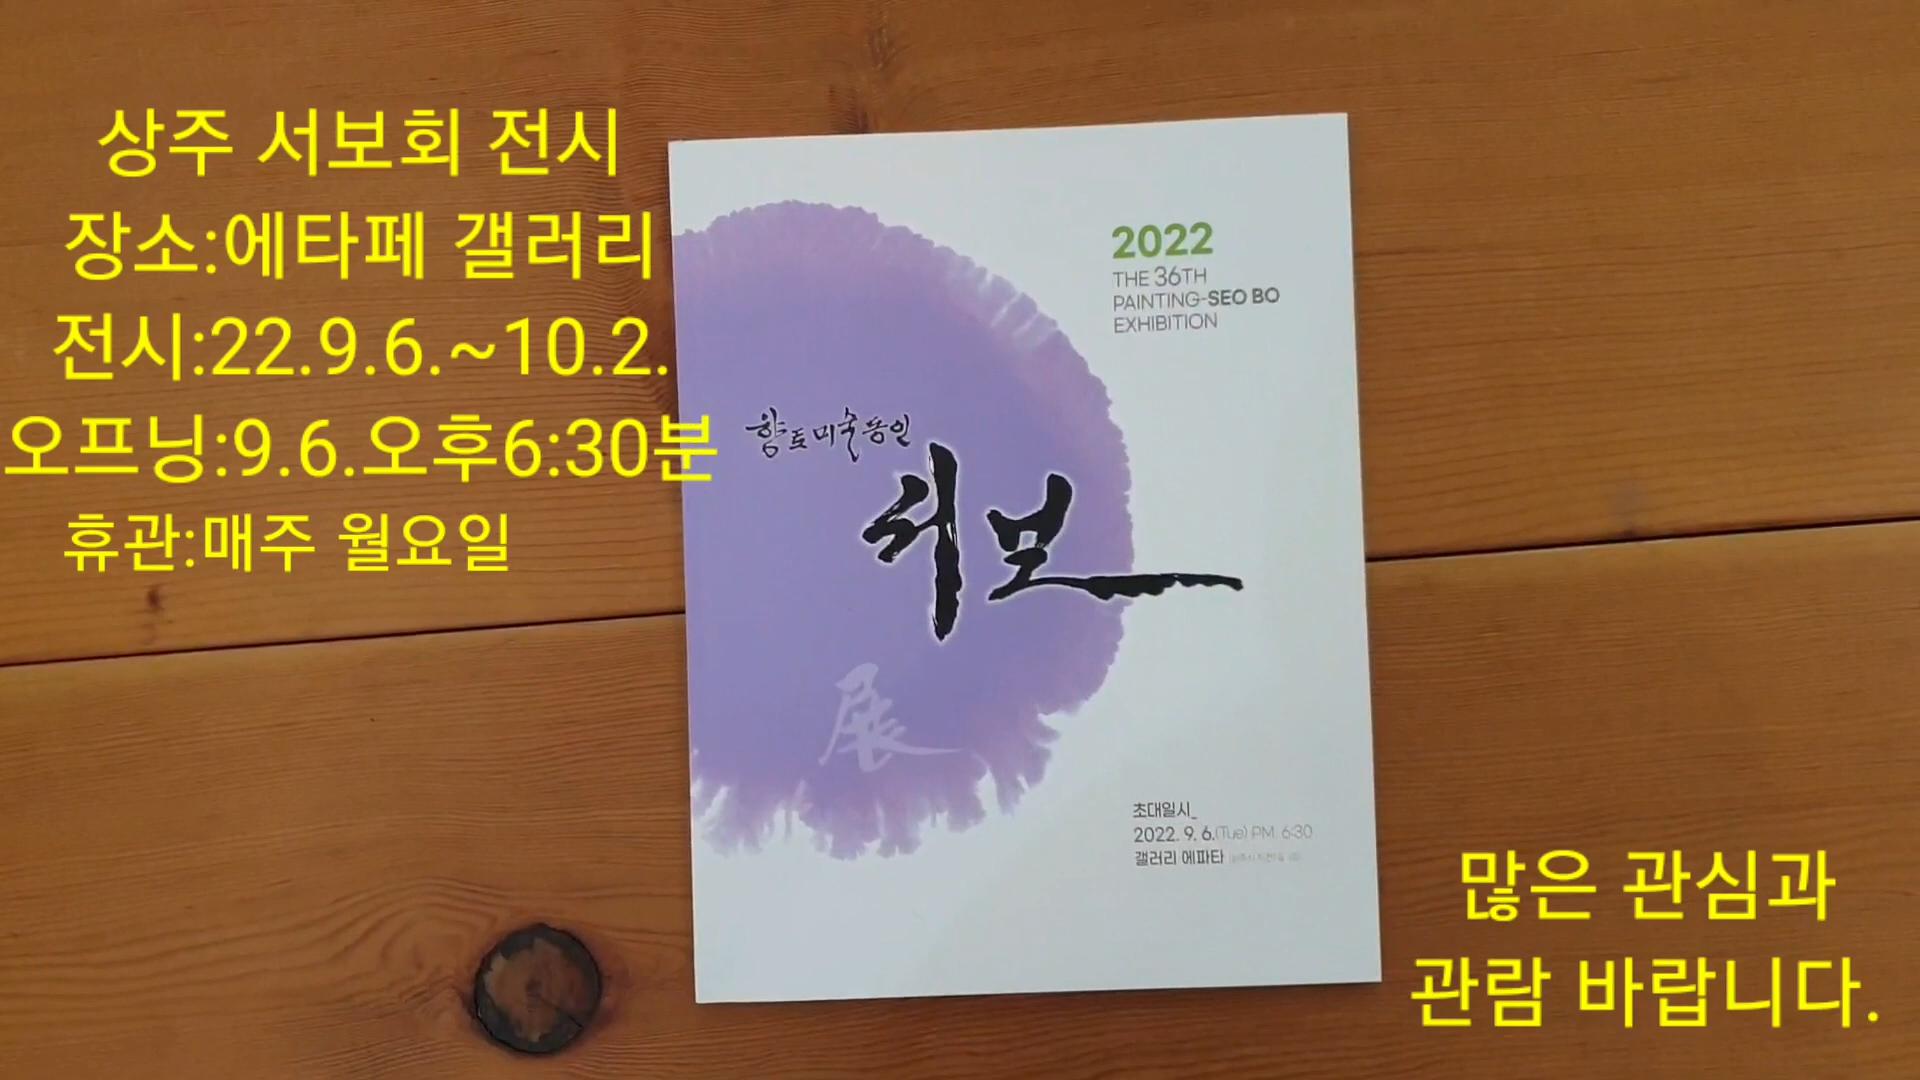 상주 서보회 전시
장소:에타페 갤러리
전시:22.9.6.~10.2.
오프닝:9.6.오후6:30분
휴관:매주 월요일
2022
THE 36TH
PAINTING-SEO BO
EXHIBITION
향토미술동인
서보
展
초대일시_
2022. 9. 6.(Tue) PM. 6:30
갤러리 에파타
많은 관심과
관람 바랍니다.